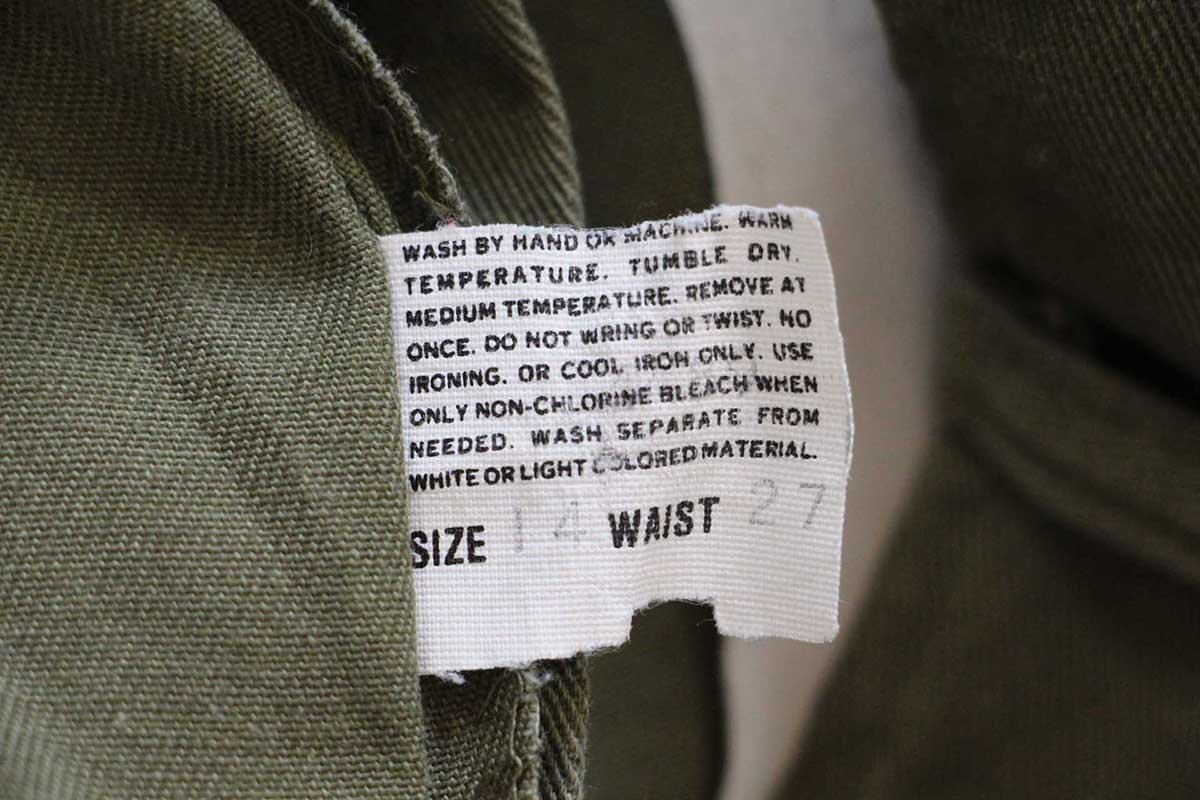 WASH BY HAND OR MACHINE. WARM
TEMPERATURE. TUMBLE DRY.
MEDIUM TEMPERATURE. REMOVE AT
ONCE. DO NOT WRING OR TWIST. NO
IRONING. OR COOL IRON ONLY. USE
ONLY NON-CHLORINE BLEACH WHEN
NEEDED. WASH SEPARATE FROM
WHITE OR LIGHT COLORED MATERIAL.
SIZE 14 WAIST 27